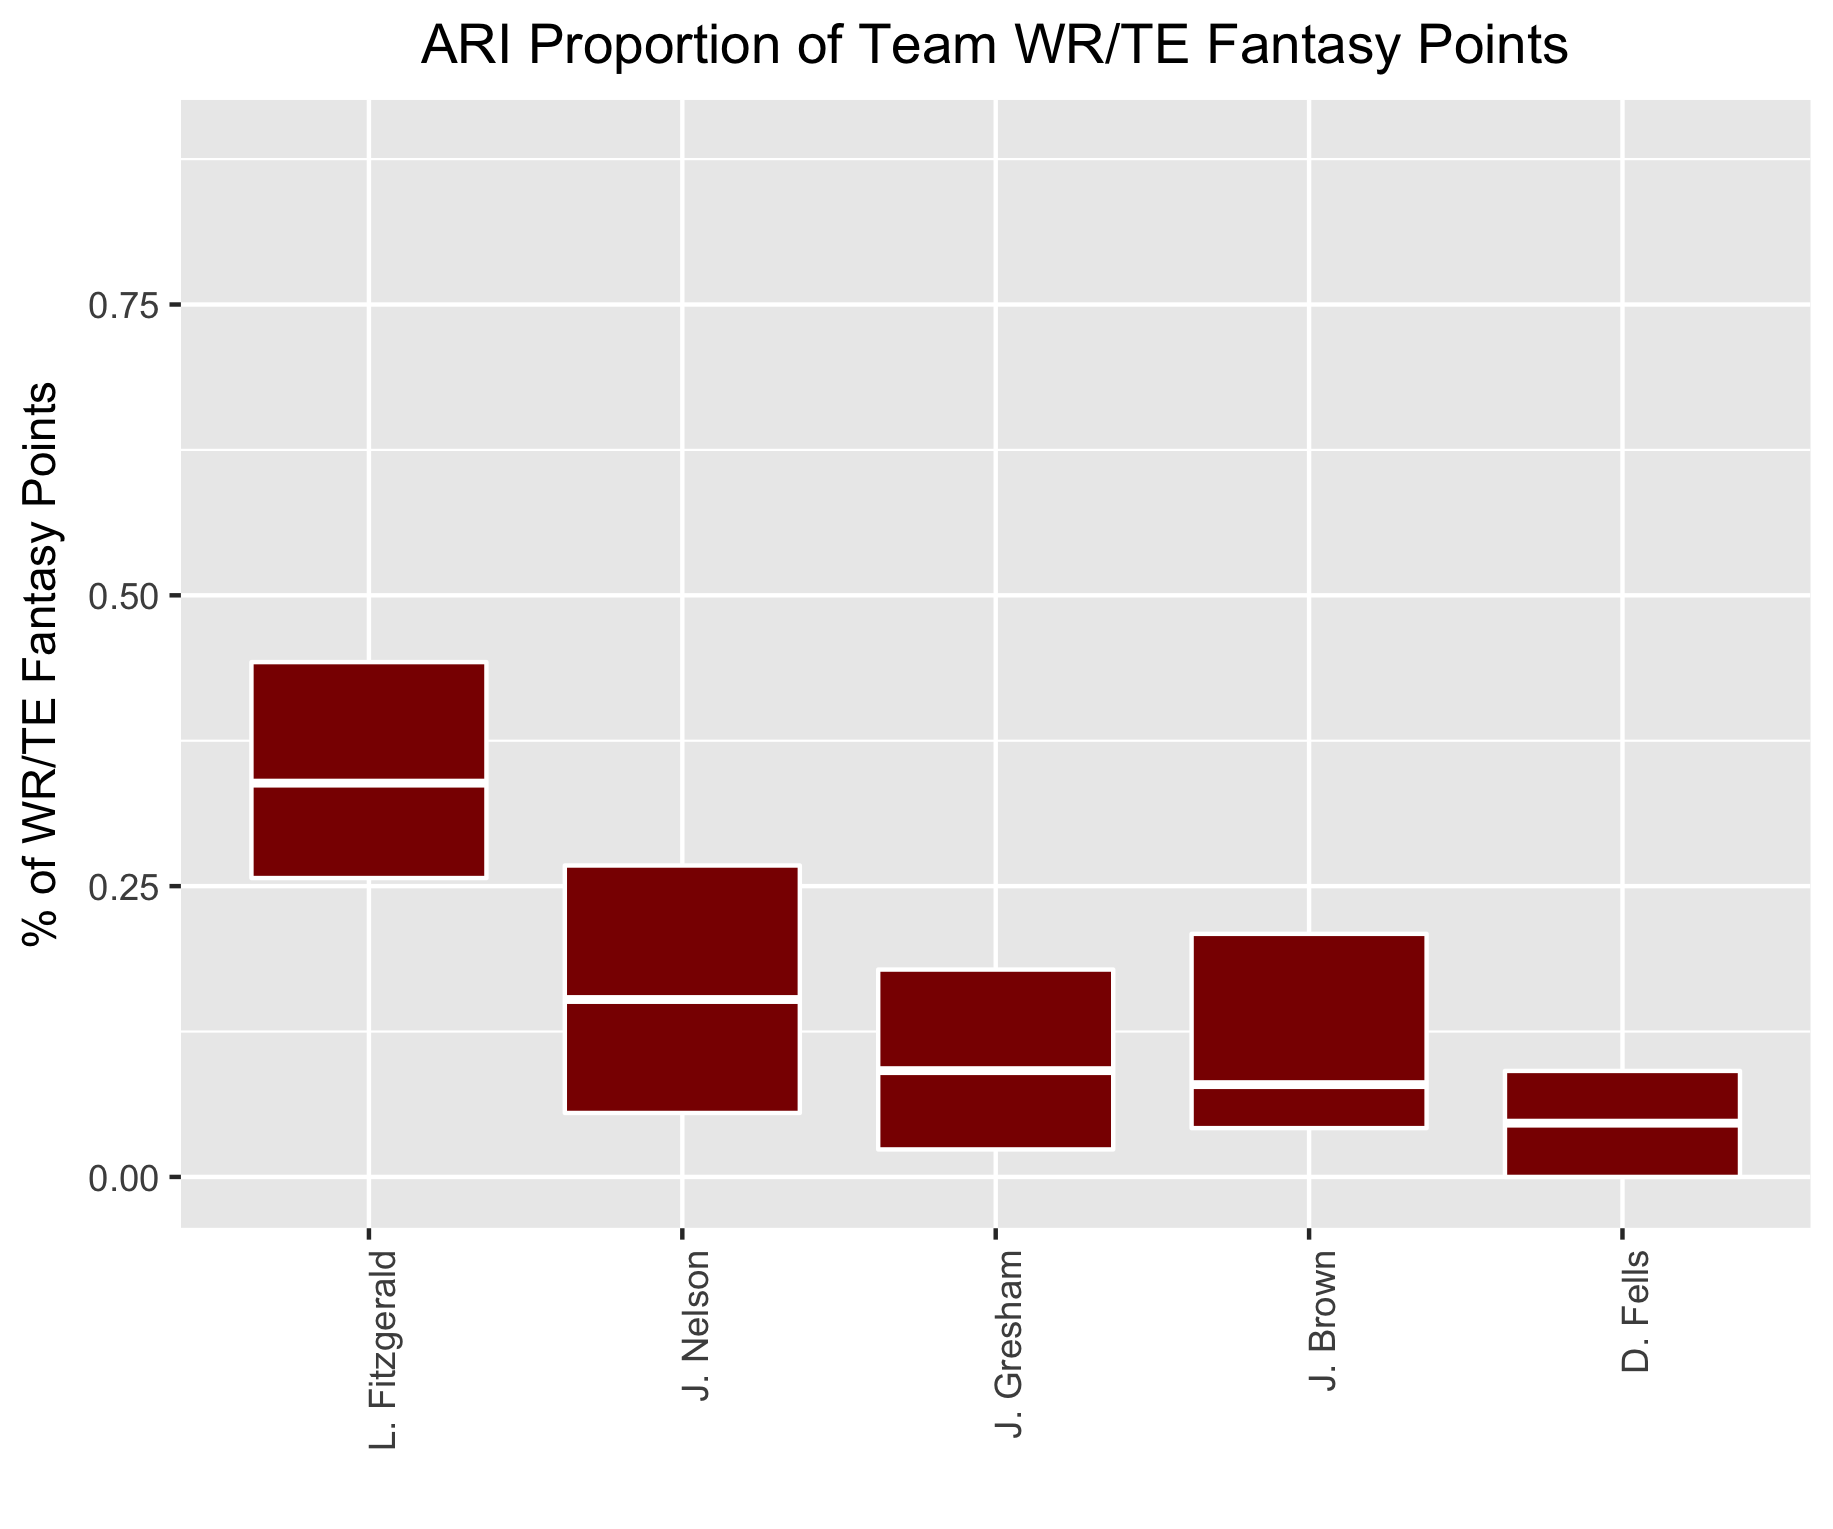 ARI Proportion of Team WR/TE Fantasy Points
% of WR/TE Fantasy Points
0.75
0.50
0.25
0.00
L. Fitzgerald
J. Nelson
J. Gresham
J. Brown
D. Fells